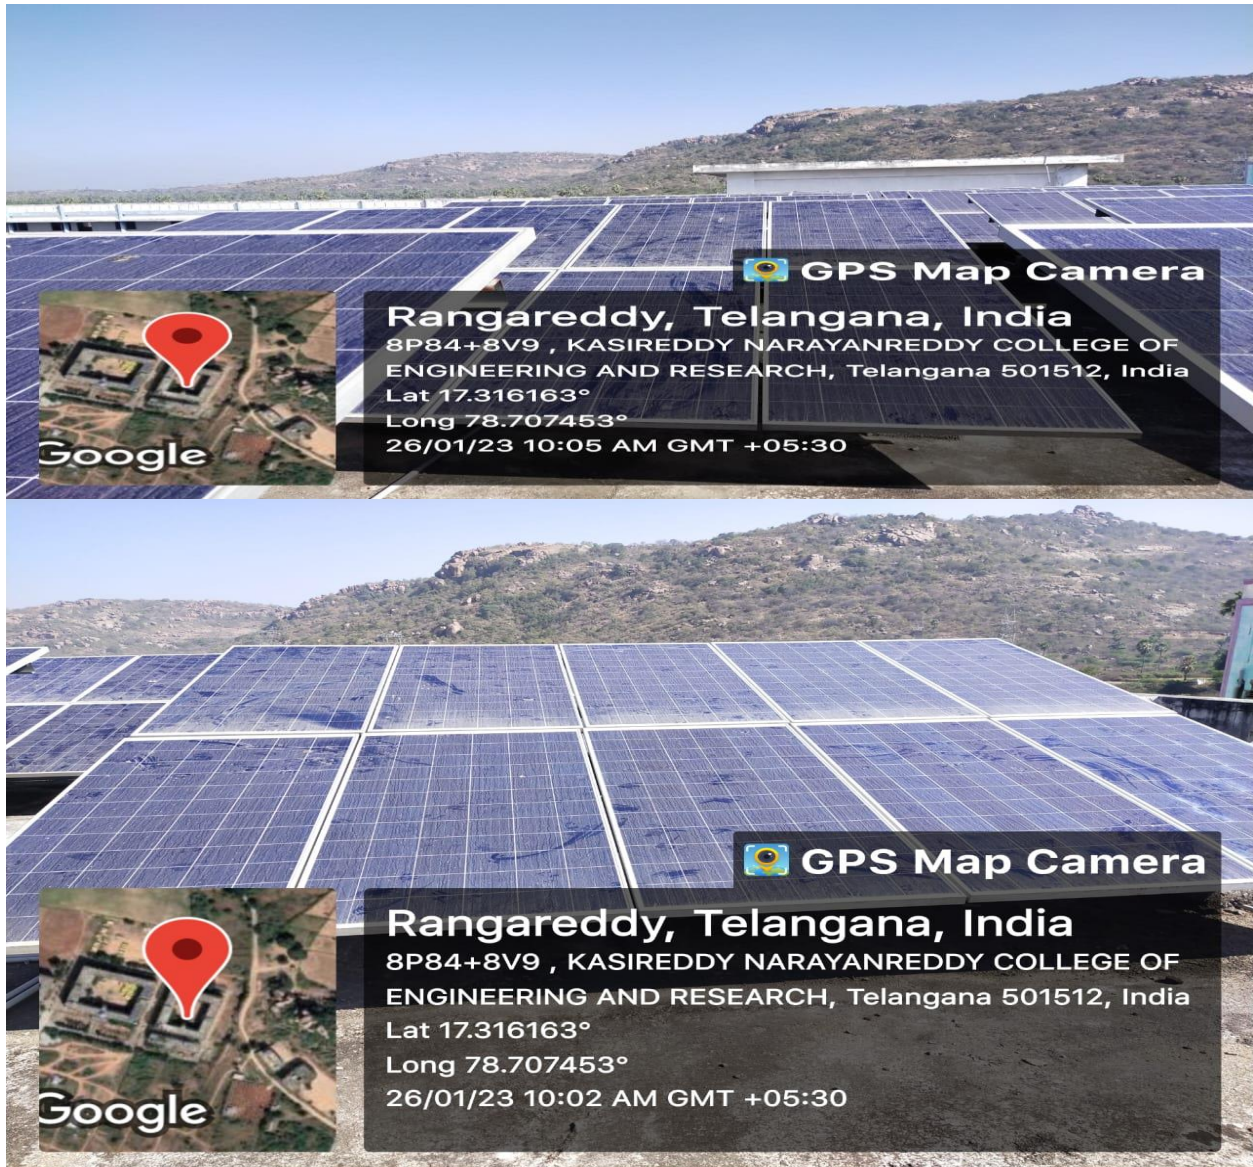 GPS Map Camera
Rangareddy, Telangana, India
8P84+8V9 , KASIREDDY NARAYANREDDY COLLEGE OF
ENGINEERING AND RESEARCH, Telangana 501512, India
Lat 17.316163°
Long 78.707453°
26/01/23 10:05 AM GMT +05:30
Google
GPS Map Camera
Rangareddy, Telangana, India
8P84+8V9 , KASIREDDY NARAYANREDDY COLLEGE OF
ENGINEERING AND RESEARCH, Telangana 501512, India
Lat 17.316163°
Long 78.707453°
26/01/23 10:02 AM GMT +05:30
Google